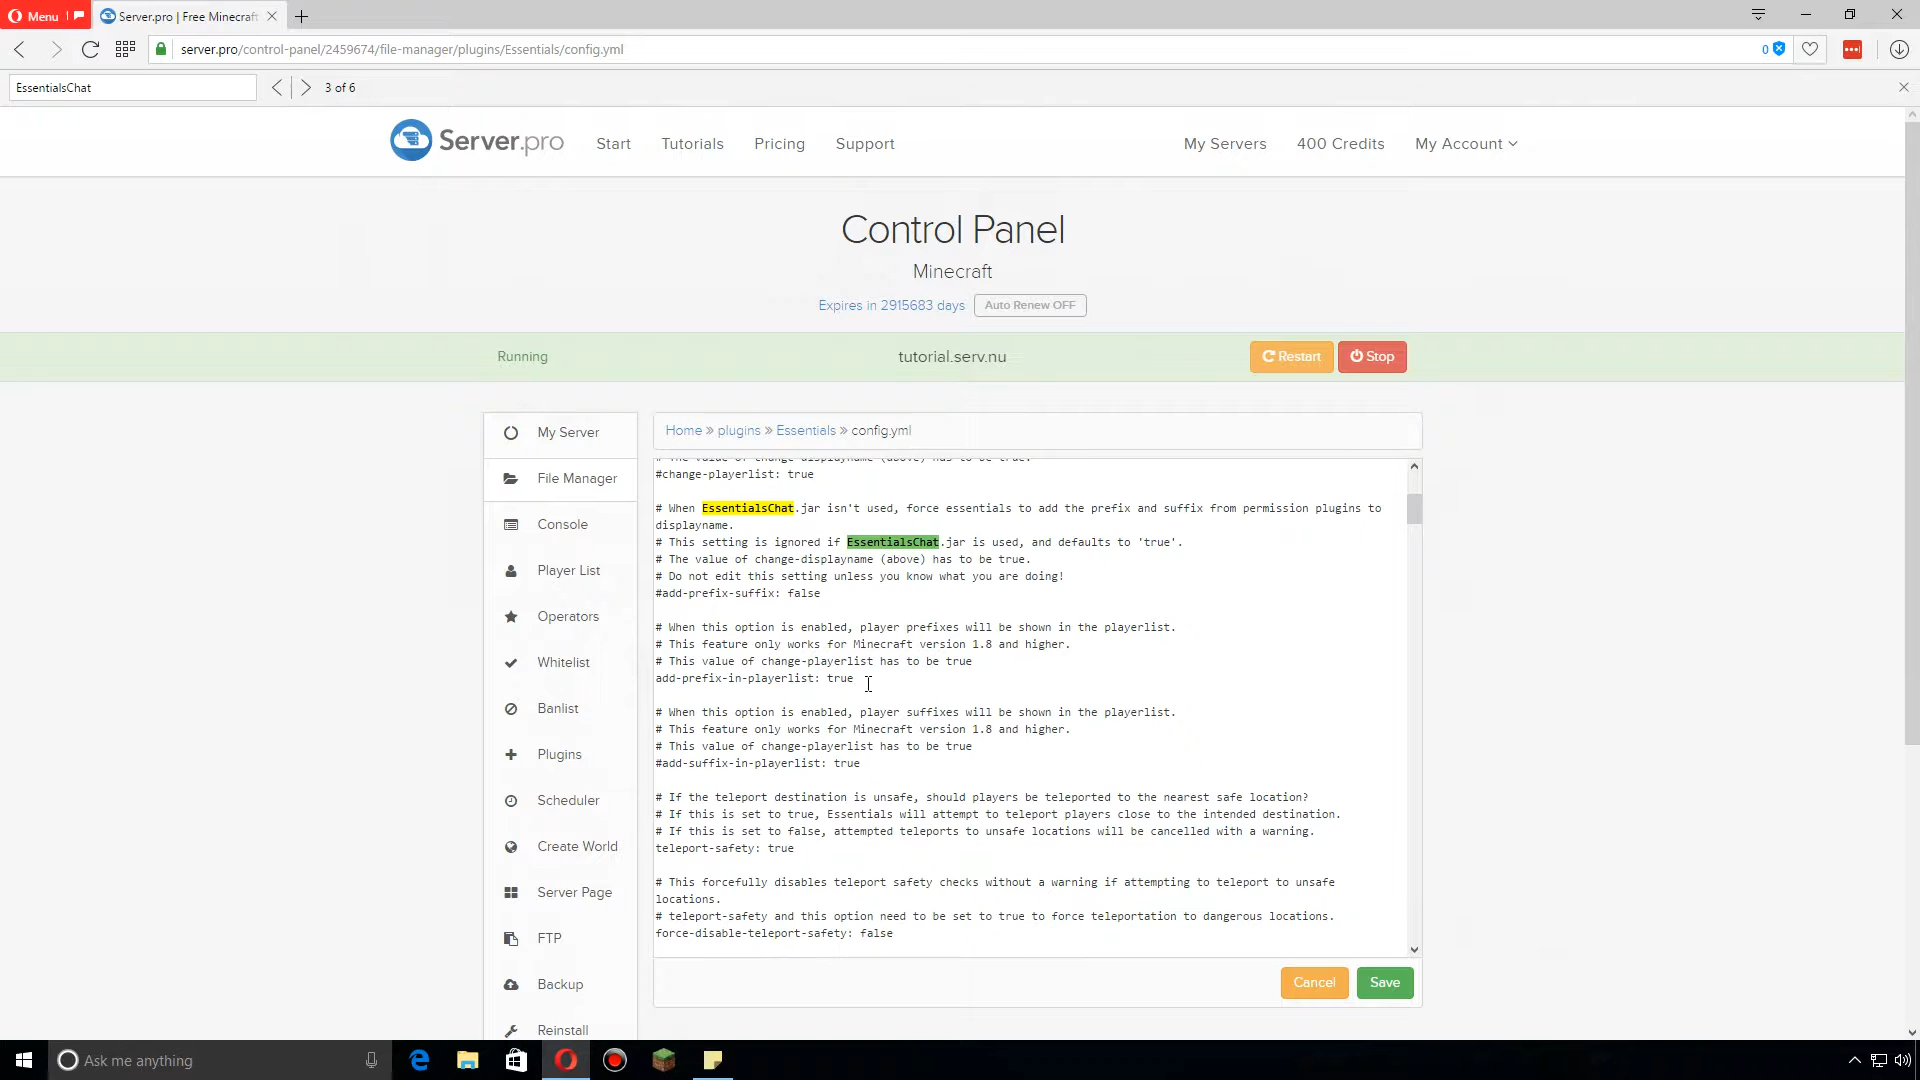 Menu
Server.pro | Free Minecraft
server.pro/control-panel/2459674/file-manager/plugins/Essentials/config.yml
0
EssentialsChat
3 of 6
Server.pro
Start
Tutorials
Pricing
Support
My Servers
400 Credits
My Account
Control Panel
Minecraft
Expires in 2915683 days
Auto Renew OFF
Running
tutorial.serv.nu
Restart
Stop
My Server
File Manager
Console
Player List
Operators
Whitelist
Banlist
Plugins
Scheduler
Create World
Server Page
FTP
Backup
Reinstall
Home » plugins » Essentials » config.yml
# The value of change-displayname (above) has to be true.
#change-playerlist: true
# When EssentialsChat.jar isn't used, force essentials to add the prefix and suffix from permission plugins to
displayname.
# This setting is ignored if EssentialsChat.jar is used, and defaults to 'true'.
# The value of change-displayname (above) has to be true.
# Do not edit this setting unless you know what you are doing!
#add-prefix-suffix: false
# When this option is enabled, player prefixes will be shown in the playerlist.
# This feature only works for Minecraft version 1.8 and higher.
# This value of change-playerlist has to be true
add-prefix-in-playerlist: true
# When this option is enabled, player suffixes will be shown in the playerlist.
# This feature only works for Minecraft version 1.8 and higher.
# This value of change-playerlist has to be true
#add-suffix-in-playerlist: true
# If the teleport destination is unsafe, should players be teleported to the nearest safe location?
# If this is set to true, Essentials will attempt to teleport players close to the intended destination.
# If this is set to false, attempted teleports to unsafe locations will be cancelled with a warning.
teleport-safety: true
# This forcefully disables teleport safety checks without a warning if attempting to teleport to unsafe
locations.
# teleport-safety and this option need to be set to true to force teleportation to dangerous locations.
force-disable-teleport-safety: false
Cancel
Save
Ask me anything